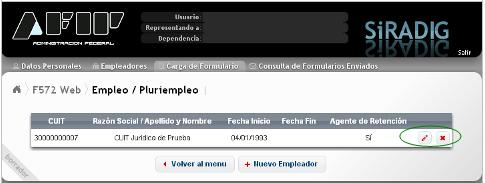 AFIP
ADMINISTRACION FEDERAL
Usuario:
Representando a
Dependencia:
SiRADIG
Salir
Datos Personales
Empleadores
Carga de Formulario
Consulta de Formularios Enviados
F572 Web > Empleo / Pluriempleo
CUIT Razón Social / Apellido y Nombre Fecha Inicio Fecha Fin Agente de Retención
30000000007 CUIT Jurídico de Prueba 04/01/1993 SÍ
Volver al menu
Nuevo Empleador
borrador